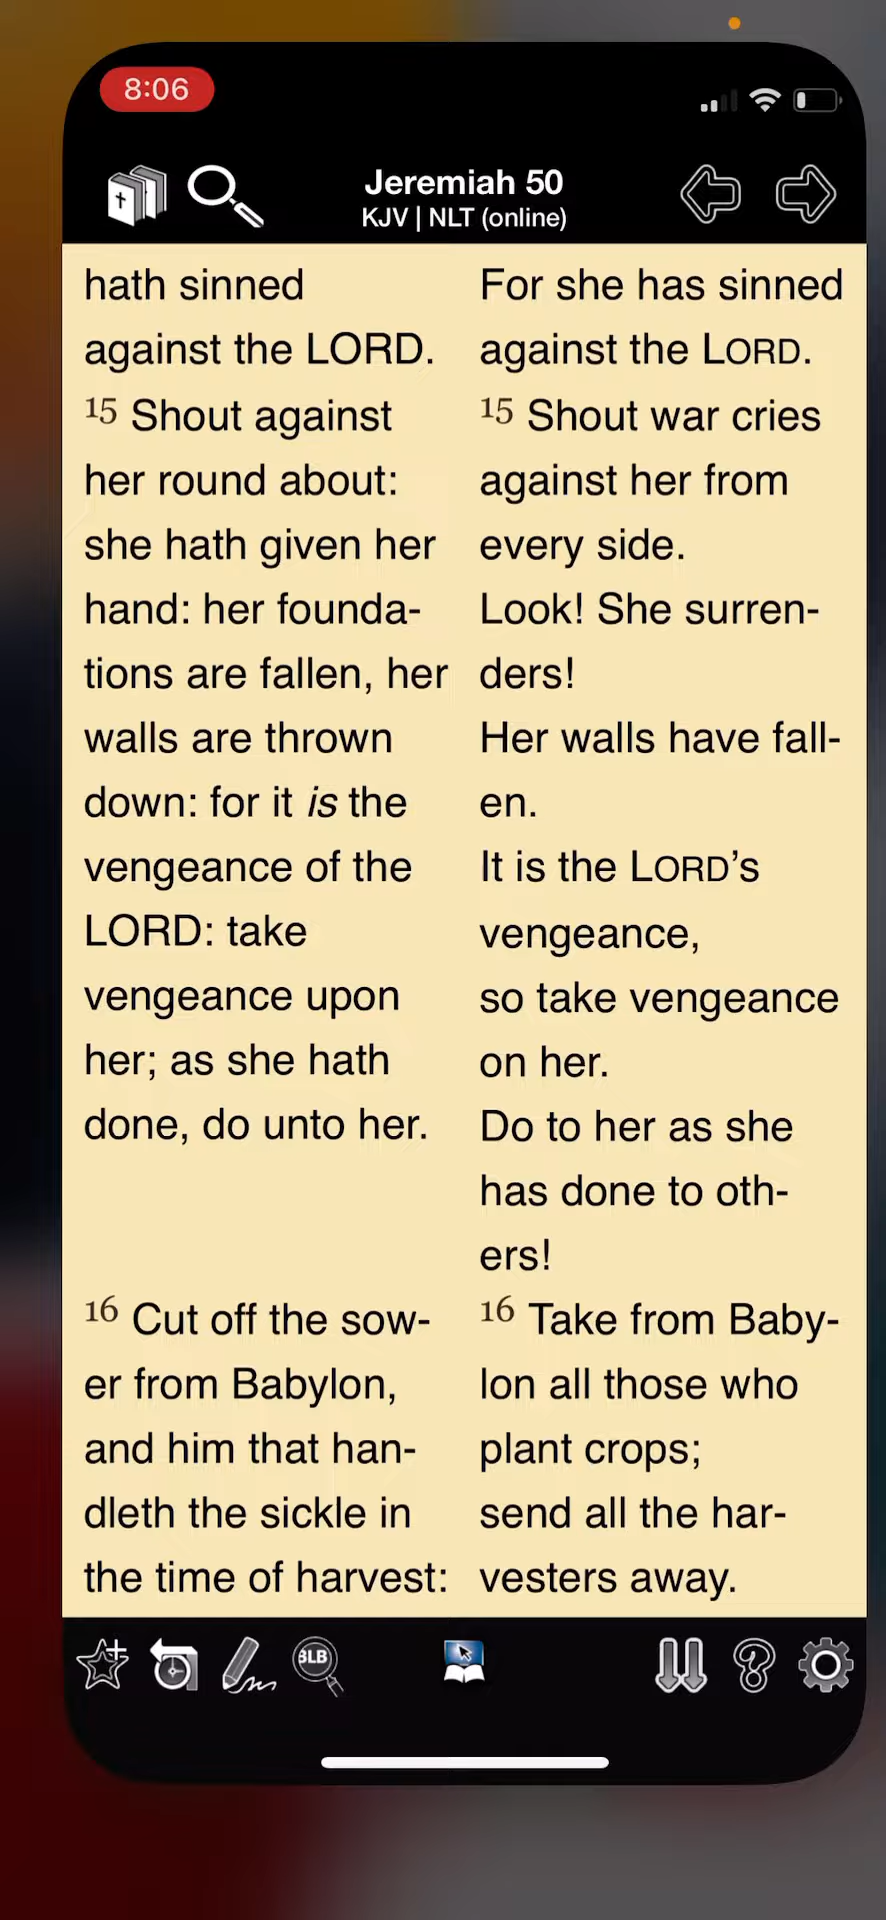 8:06
Jeremiah 50
KJV | NLT (online)
hath sinned
against the LORD.
15 Shout against
her round about:
she hath given her
hand: her founda-
tions are fallen, her
walls are thrown
down: for it is the
vengeance of the
LORD: take
vengeance upon
her; as she hath
done, do unto her.
16 Cut off the sow-
er from Babylon,
and him that han-
dleth the sickle in
the time of harvest:
For she has sinned
against the LORD.
15 Shout war cries
against her from
every side.
Look! She surren-
ders!
Her walls have fall-
en.
It is the LORD’s
vengeance,
so take vengeance
on her.
Do to her as she
has done to oth-
ers!
16 Take from Baby-
lon all those who
plant crops;
send all the har-
vesters away.
BLB